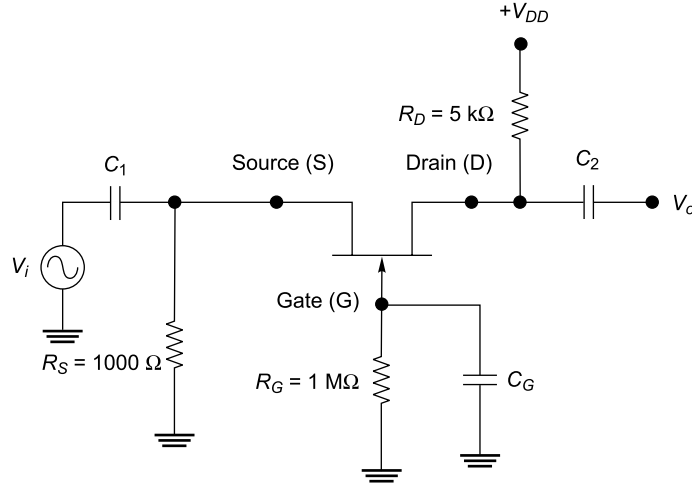 +V_DD
R_D = 5 kΩ
C_1
Source (S)
Drain (D)
C_2
V_o
V_i
Gate (G)
R_S = 1000 Ω
R_G = 1 MΩ
C_G